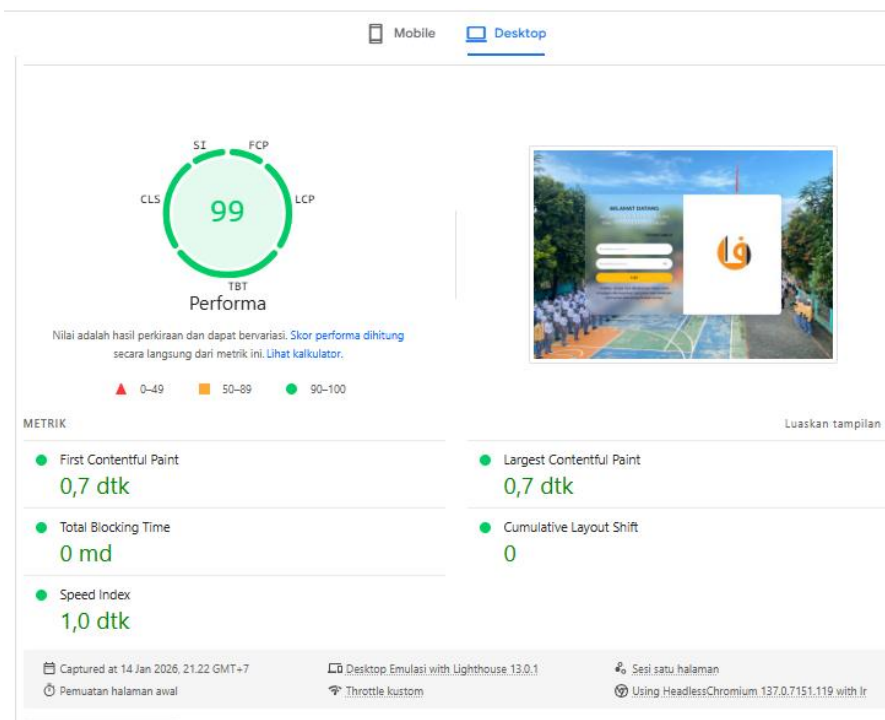 Mobile
Desktop
SI
FCP
CLS
LCP
99
TBT
Performa
Nilai adalah hasil perkiraan dan dapat bervariasi. Skor performa dihitung
secara langsung dari metrik ini. Lihat kalkulator.
0–49
50–89
90–100
SELAMAT DATANG
METRIK
Luaskan tampilan
First Contentful Paint
0,7 dtk
Largest Contentful Paint
0,7 dtk
Total Blocking Time
0 md
Cumulative Layout Shift
0
Speed Index
1,0 dtk
Captured at 14 Jan 2026, 21.22 GMT+7
Desktop Emulasi with Lighthouse 13.0.1
Sesi satu halaman
Pemuatan halaman awal
Throttle kustom
Using HeadlessChromium 137.0.7151.119 with lr